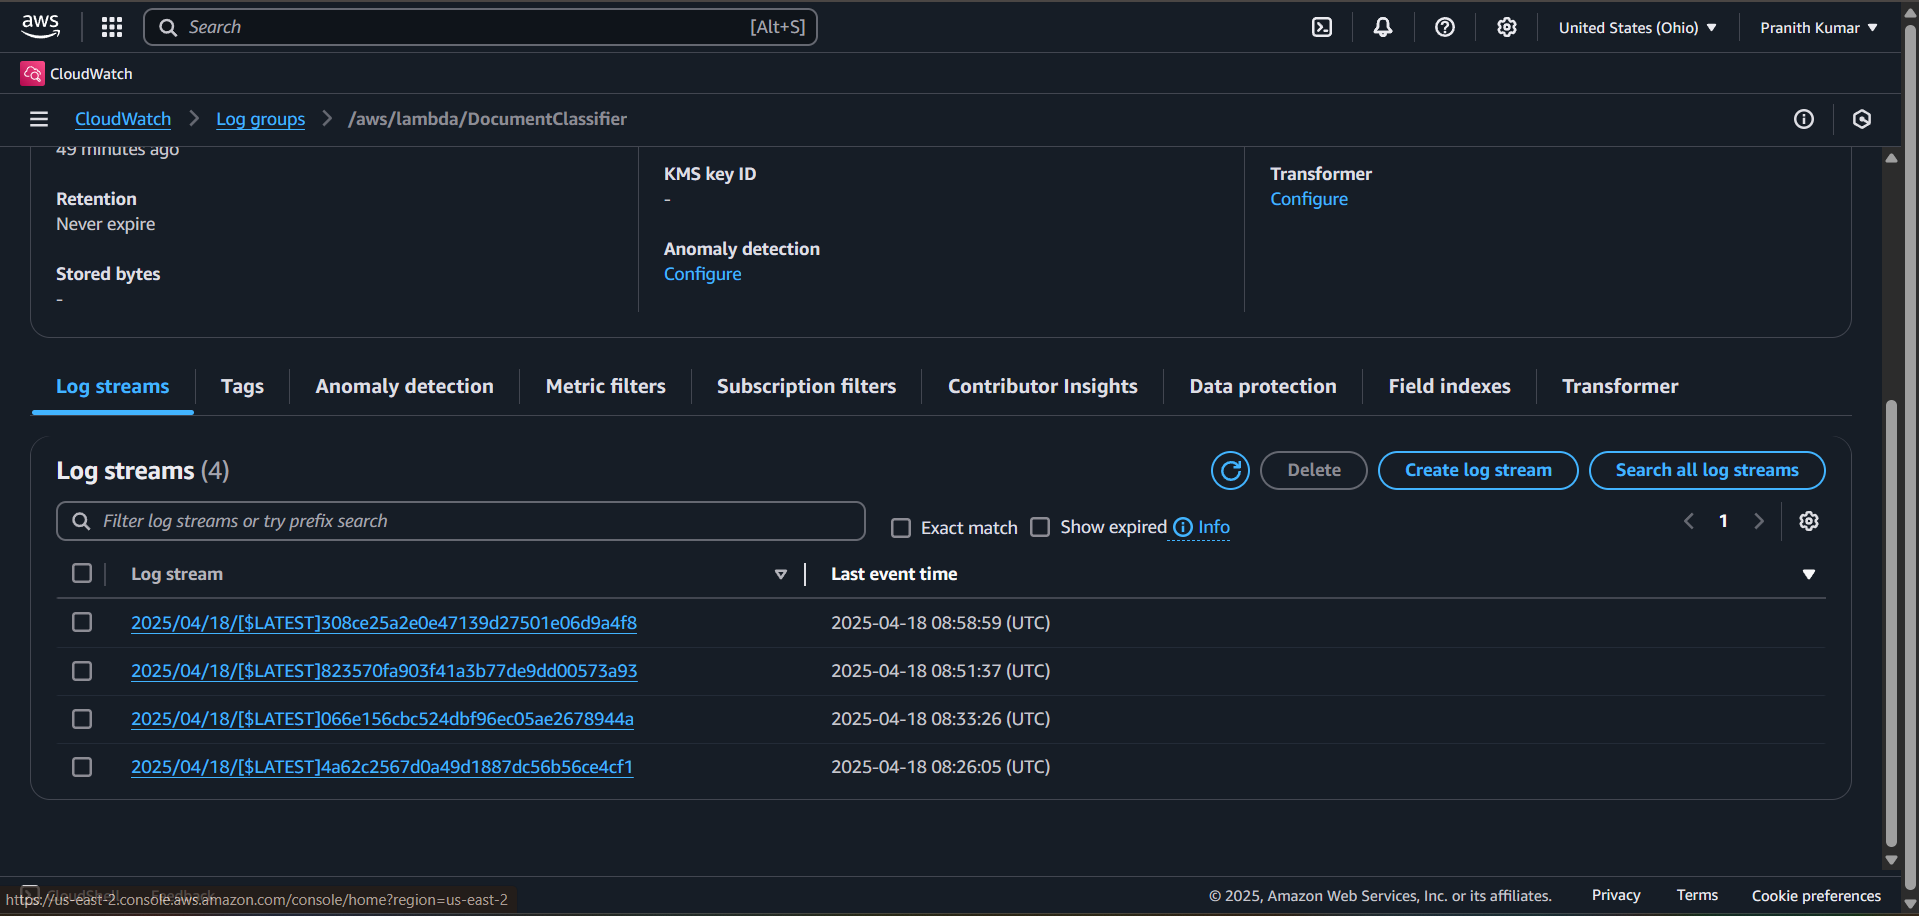 aws
Search [Alt+S]
United States (Ohio)
Pranith Kumar
CloudWatch
CloudWatch
Log groups
/aws/lambda/DocumentClassifier
49 minutes ago
Retention
Never expire
Stored bytes
-
KMS key ID
-
Anomaly detection
Configure
Transformer
Configure
Log streams
Tags
Anomaly detection
Metric filters
Subscription filters
Contributor Insights
Data protection
Field indexes
Transformer
Log streams (4)
Delete
Create log stream
Search all log streams
Filter log streams or try prefix search
Exact match
Show expired
Info
1
Log stream
Last event time
2025/04/18/[$LATEST]308ce25a2e0e47139d27501e06d9a4f8 2025-04-18 08:58:59 (UTC)
2025/04/18/[$LATEST]823570fa903f41a3b77de9dd00573a93 2025-04-18 08:51:37 (UTC)
2025/04/18/[$LATEST]066e156cbc524dbf96ec05ae2678944a 2025-04-18 08:33:26 (UTC)
2025/04/18/[$LATEST]4a62c2567d0a49d1887dc56b56ce4cf1 2025-04-18 08:26:05 (UTC)
CloudShell
Feedback
https://us-east-2.console.aws.amazon.com/console/home?region=us-east-2
© 2025, Amazon Web Services, Inc. or its affiliates.
Privacy
Terms
Cookie preferences